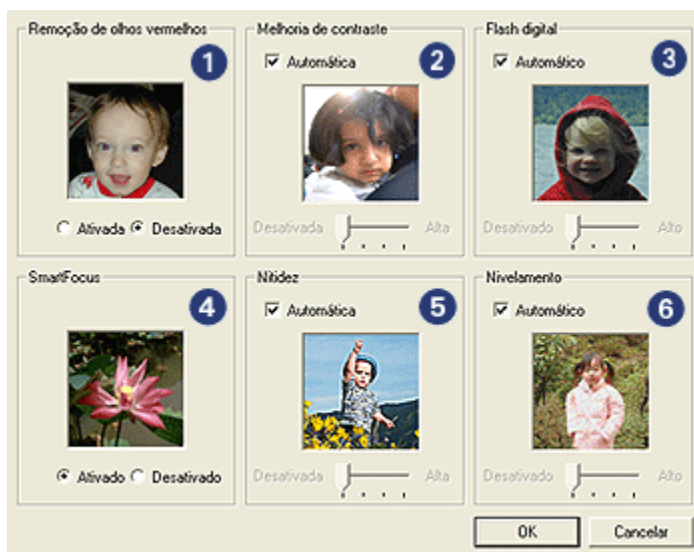 Remoção de olhos vermelhos
1
Ativada Desativada
Melhoria de contraste
Automática
2
Desativada Alta
Flash digital
Automático
3
Desativado Alto
SmartFocus
4
Ativado Desativado
Nitidez
Automática
5
Desativada Alta
Nivelamento
Automático
6
Desativado Alto
OK Cancelar